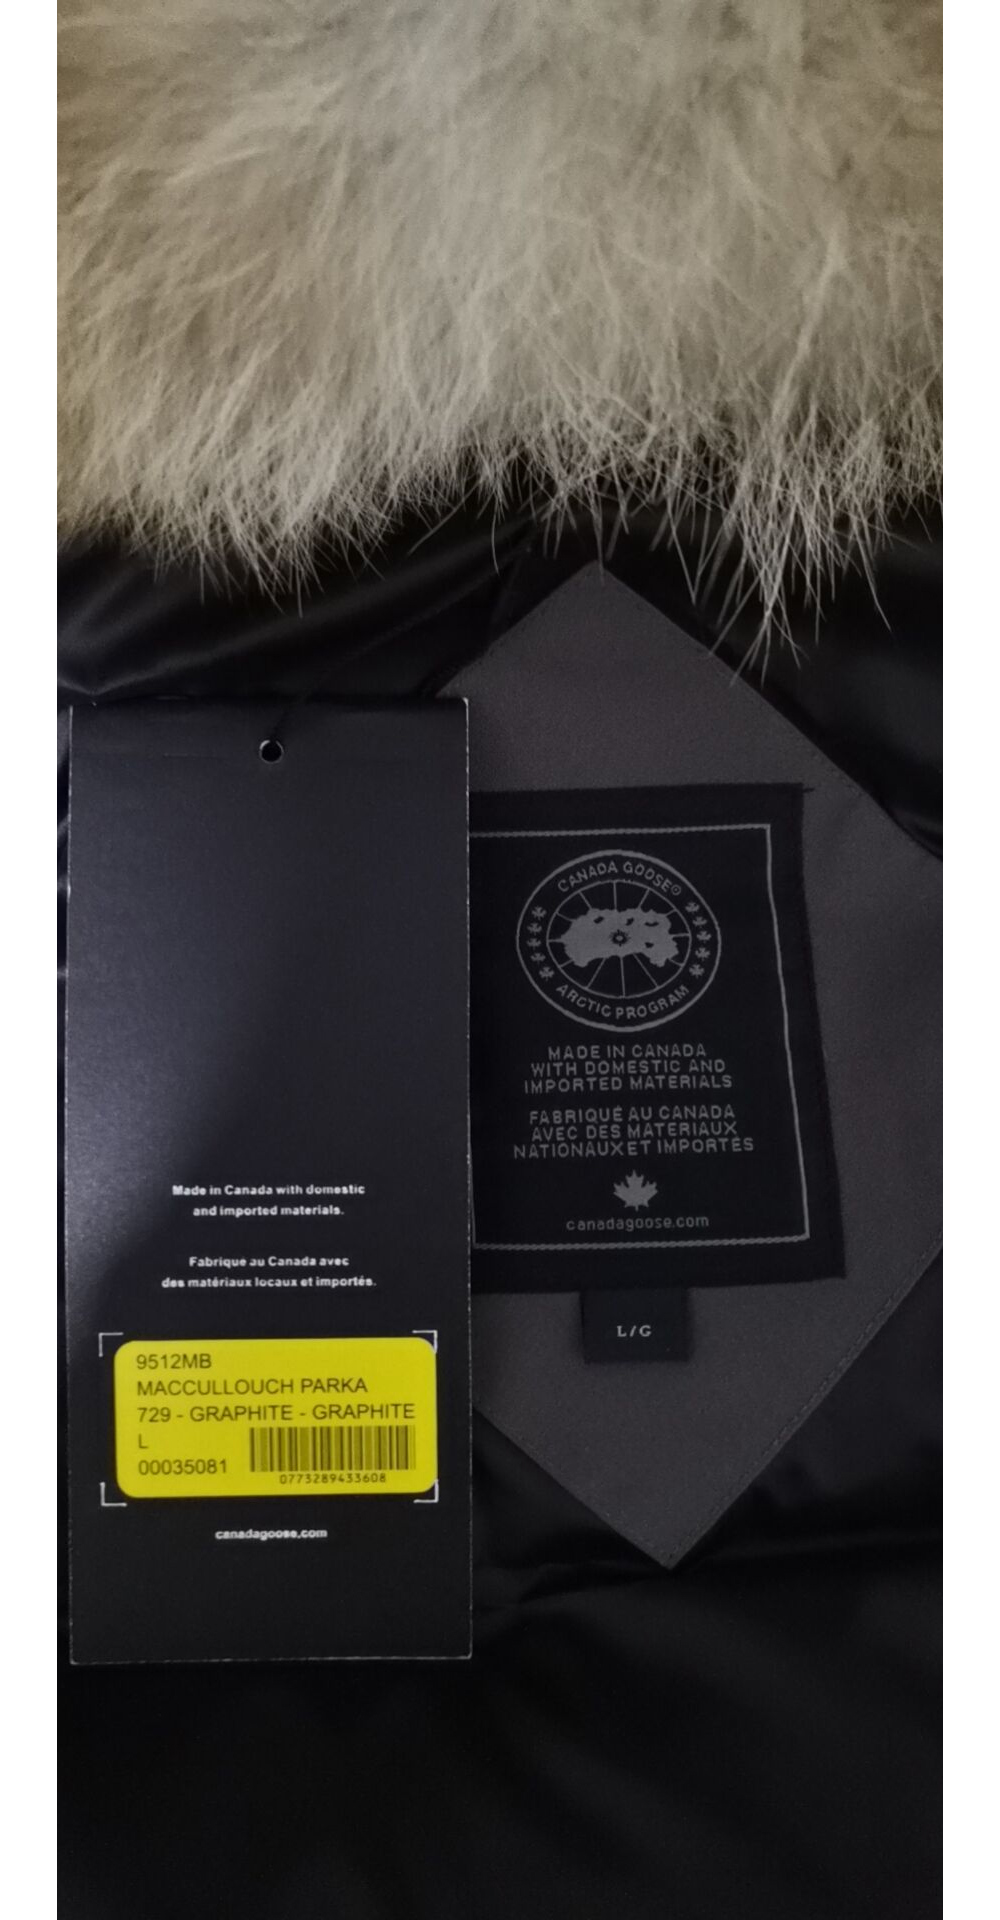 Made in Canada with domestic
and imported materials.
Fabriqué au Canada avec
des matériaux locaux et importés.
9512MB
MACCULLOUCH PARKA
729 - GRAPHITE - GRAPHITE
L
00035081
0773289433608
canadagoose.com
CANADA GOOSE®
ARCTIC PROGRAM
MADE IN CANADA
WITH DOMESTIC AND
IMPORTED MATERIALS
FABRIQUÉ AU CANADA
AVEC DES MATERIAUX
NATIONAUX ET IMPORTÉS
canadagoose.com
L/G